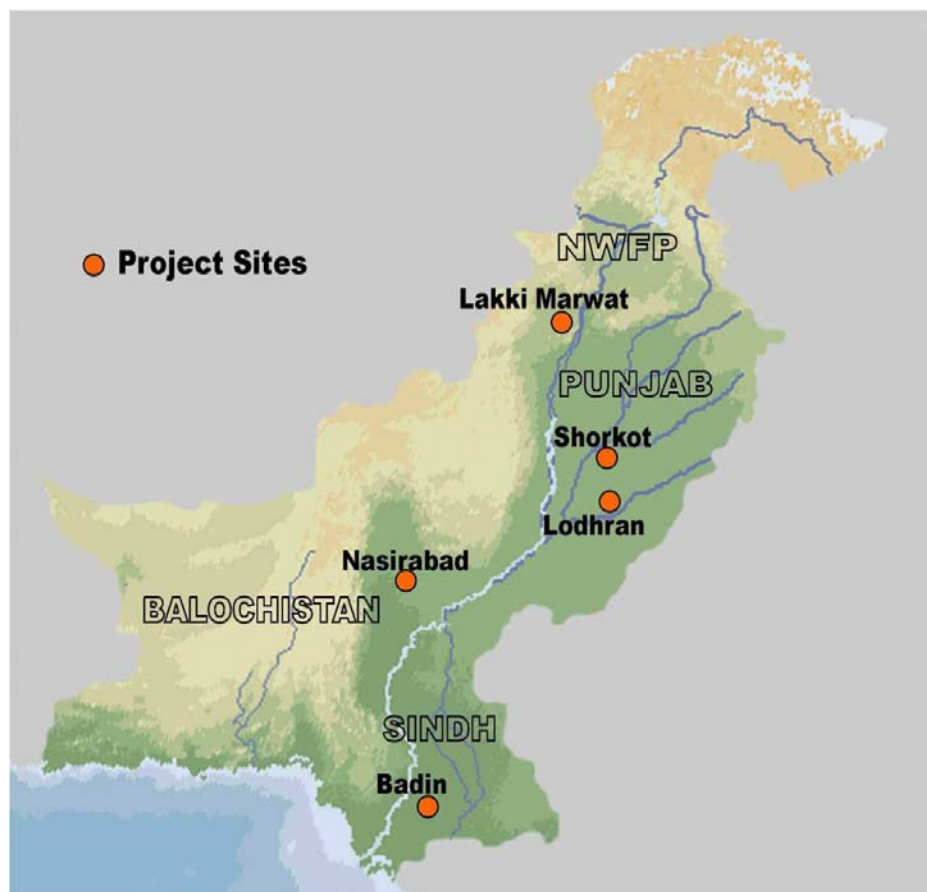 NWFP
Project Sites
Lakki Marwat
PUNJAB
Shorkot
Lodhran
Nasirabad
BALOCHISTAN
SINDH
Badin